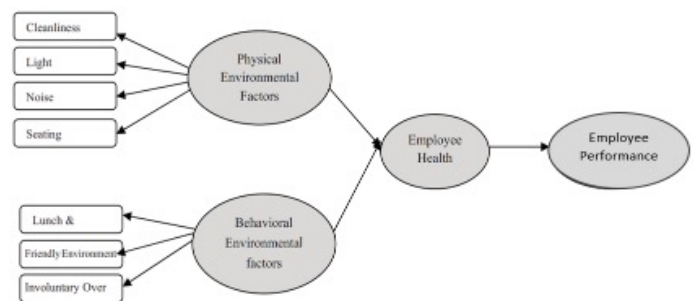 Cleanliness
Light
Noise
Seating
Physical
Environmental
Factors
Employee
Health
Employee
Performance
Lunch &
Friendly Environment
Involuntary Over
Behavioral
Environmental
factors